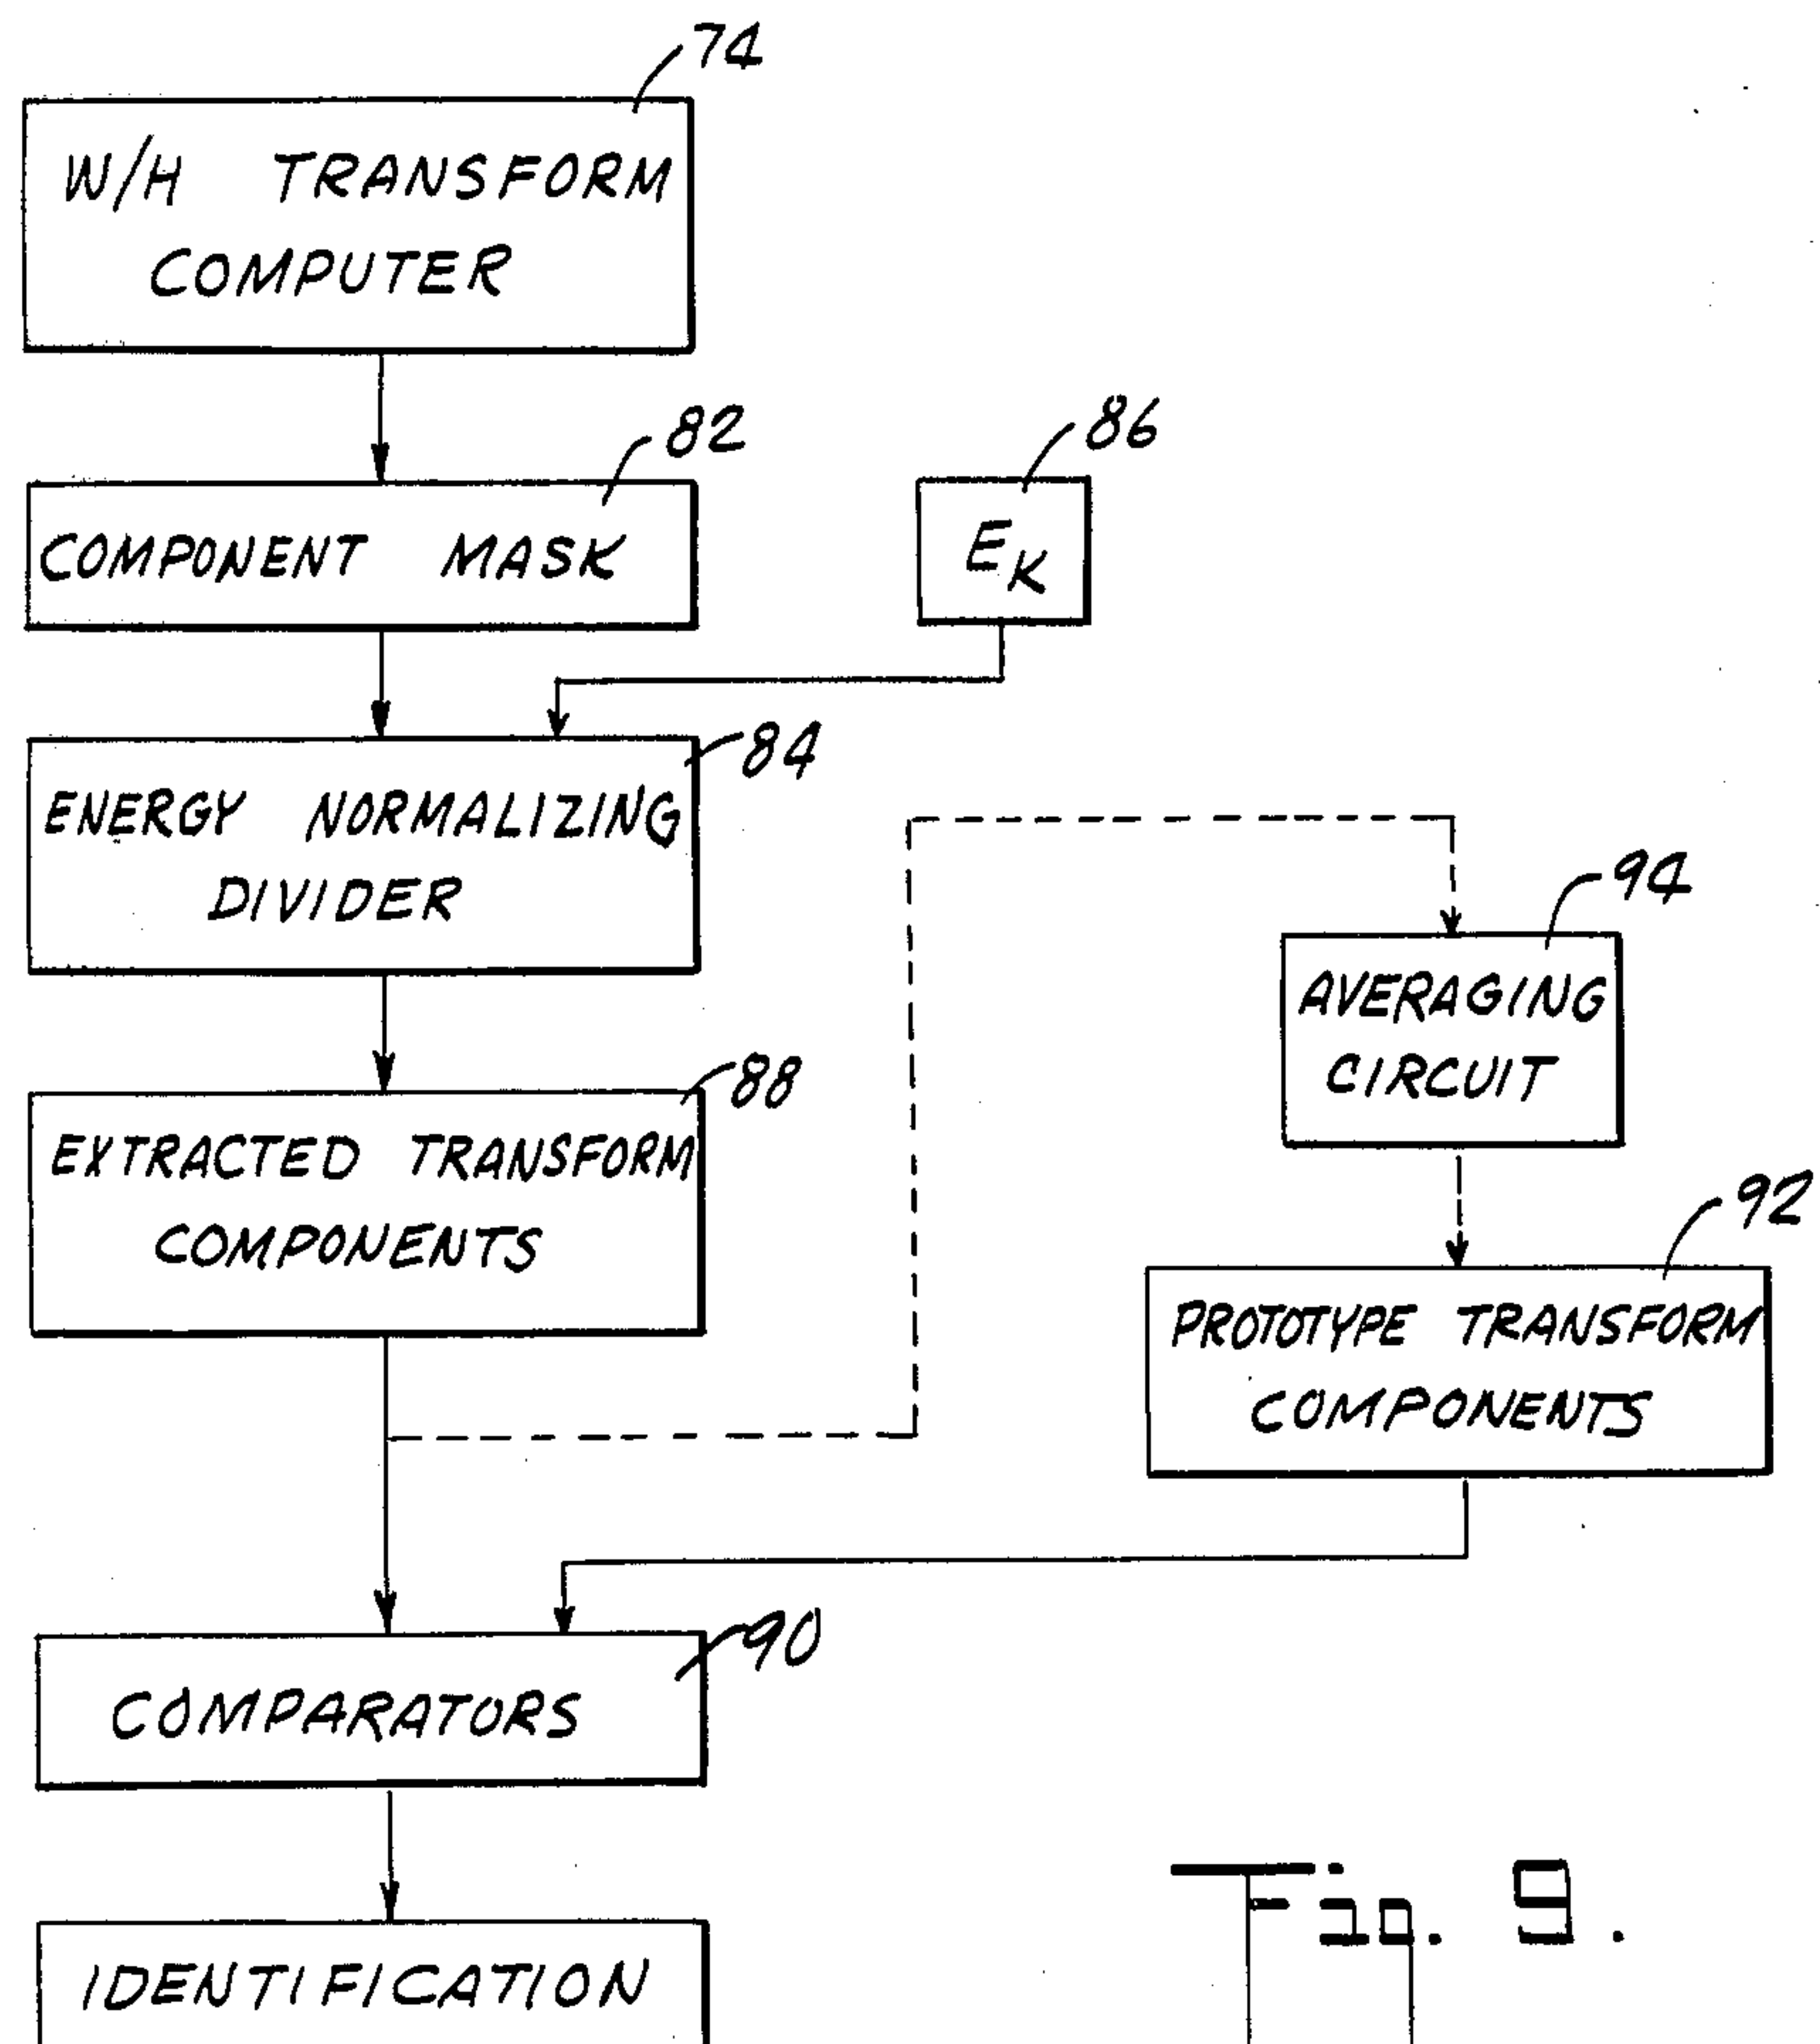 74
W/H TRANSFORM
COMPUTER
82
COMPONENT MASK
86
EK
84
ENERGY NORMALIZING
DIVIDER
94
AVERAGING
CIRCUIT
88
EXTRACTED TRANSFORM
COMPONENTS
92
PROTOTYPE TRANSFORM
COMPONENTS
90
COMPARATORS
IDENTIFICATION
Fig. 9.